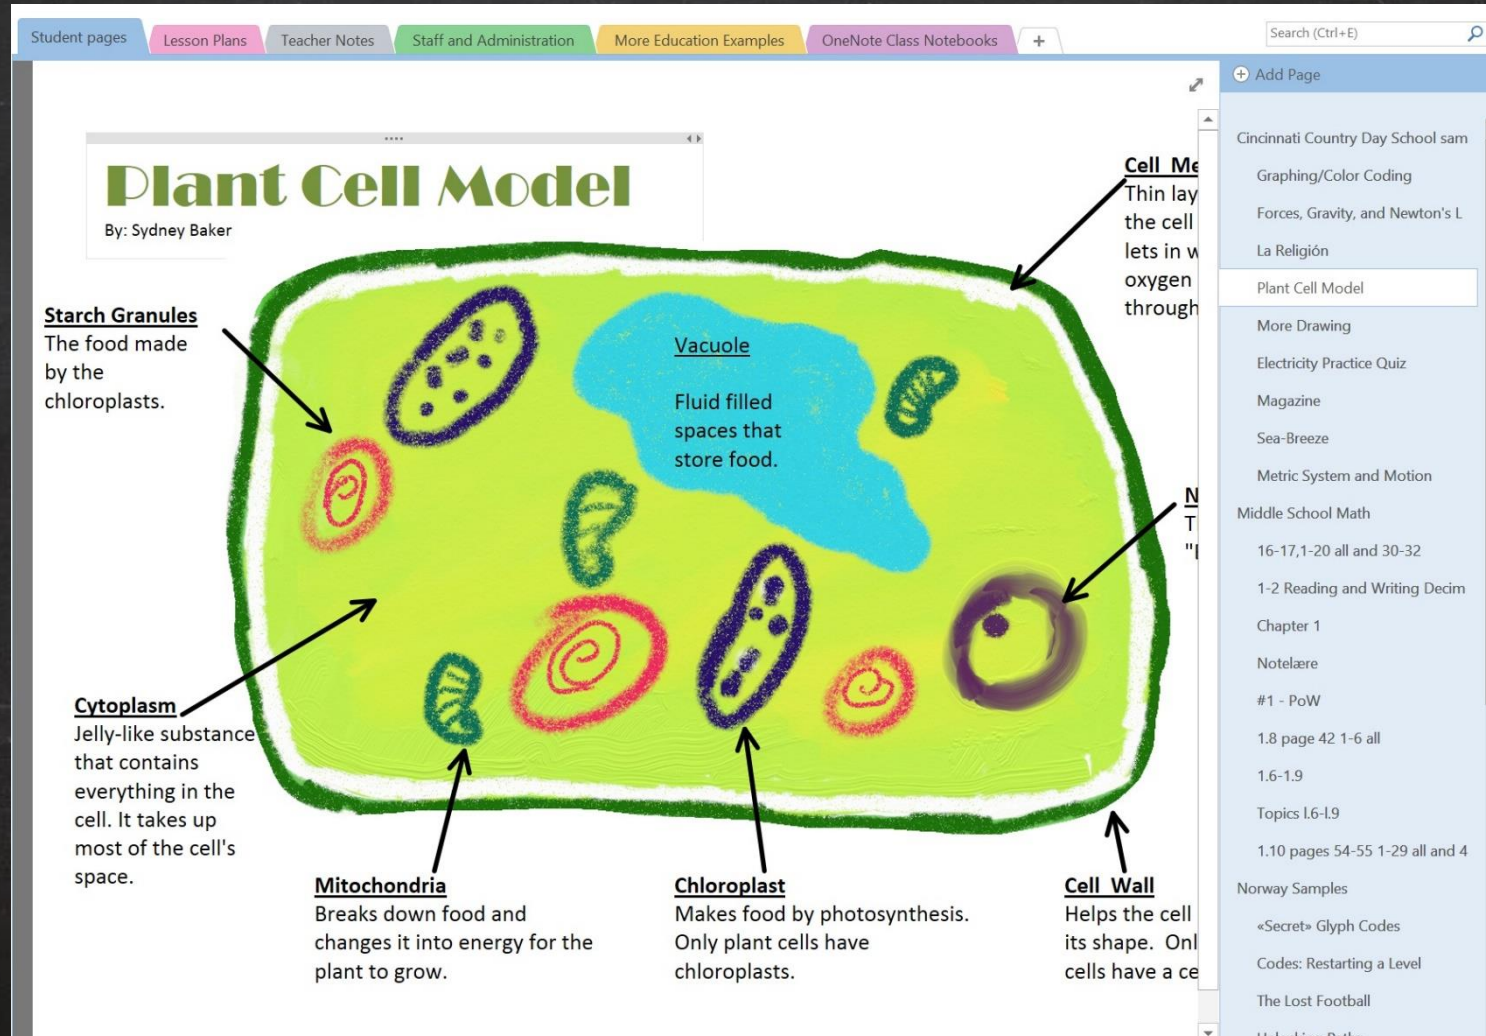 Student pages
Lesson Plans
Teacher Notes
Staff and Administration
More Education Examples
OneNote Class Notebooks
+
Search (Ctrl+E)
Add Page
Plant Cell Model
By: Sydney Baker
Starch Granules
The food made
by the
chloroplasts.
Vacuole
Fluid filled
spaces that
store food.
Cell Me
Thin lay
the cell
lets in w
oxygen
through
N
T
"E
Cytoplasm
Jelly-like substance
that contains
everything in the
cell. It takes up
most of the cell's
space.
Mitochondria
Breaks down food and
changes it into energy for the
plant to grow.
Chloroplast
Makes food by photosynthesis.
Only plant cells have
chloroplasts.
Cell Wall
Helps the cell
its shape. Onl
cells have a ce
Cincinnati Country Day School sam
Graphing/Color Coding
Forces, Gravity, and Newton's L
La Religión
Plant Cell Model
More Drawing
Electricity Practice Quiz
Magazine
Sea-Breeze
Metric System and Motion
Middle School Math
16-17,1-20 all and 30-32
1-2 Reading and Writing Decim
Chapter 1
Notelære
#1 - PoW
1.8 page 42 1-6 all
1.6-1.9
Topics l.6-l.9
1.10 pages 54-55 1-29 all and 4
Norway Samples
«Secret» Glyph Codes
Codes: Restarting a Level
The Lost Football